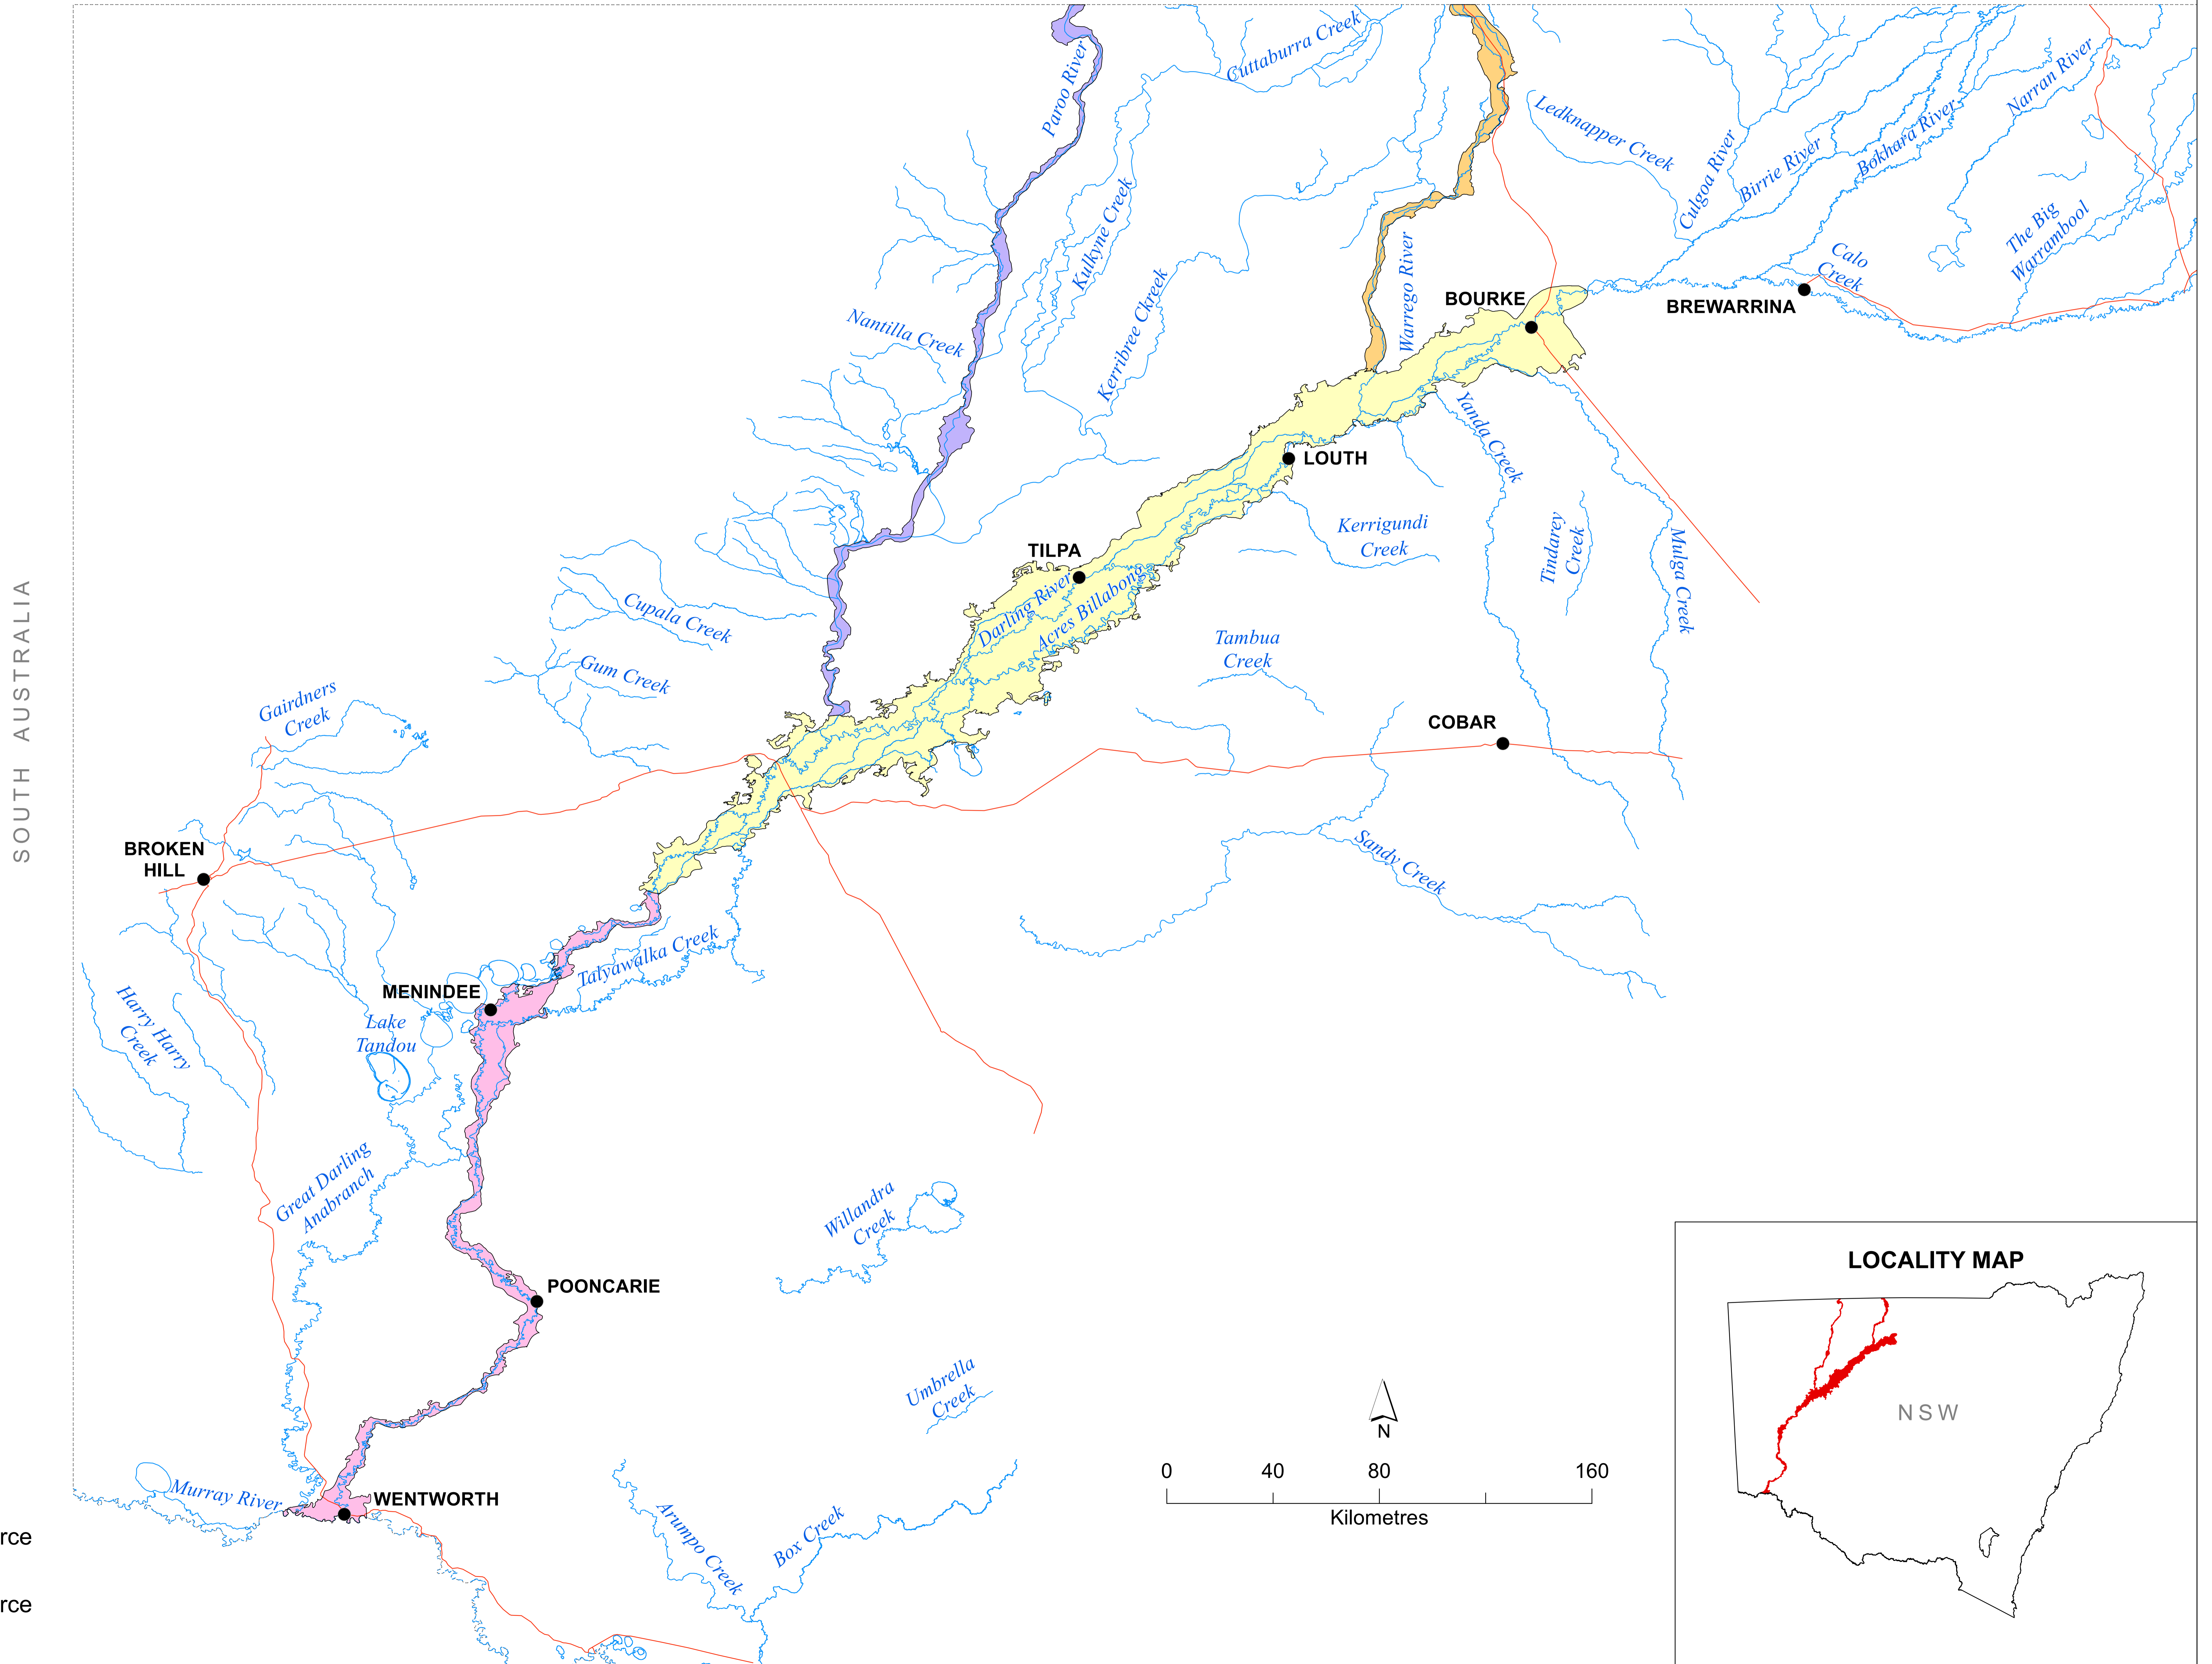 Paroo River
Cuttaburra Creek
Ledknapper Creek
Culgoa River
Birrie River
Bokhara River
Narran River
The Big
Warrambool
Calo
Creek
BREWARRINA
BOURKE
Warrego River
Kulkyne Creek
Kerribree Ckreek
Nantilla Creek
Yanda Creek
LOUTH
Kerrigundi
Creek
Tindarey
Creek
Mulga Creek
TILPA
Darling River
Acres Billabong
Tambua
Creek
Cupala Creek
Gum Creek
Gairdners
Creek
SOUTH AUSTRALIA
COBAR
Sandy Creek
BROKEN
HILL
Talyawalka Creek
MENINDEE
Lake
Tandou
Harry Harry
Creek
Great Darling
Anabranch
Willandra
Creek
POONCARIE
Umbrella
Creek
N
0 40 80 160
Kilometres
Murray River
WENTWORTH
Arumpo Creek
Box Creek
rce
rce
LOCALITY MAP
NSW